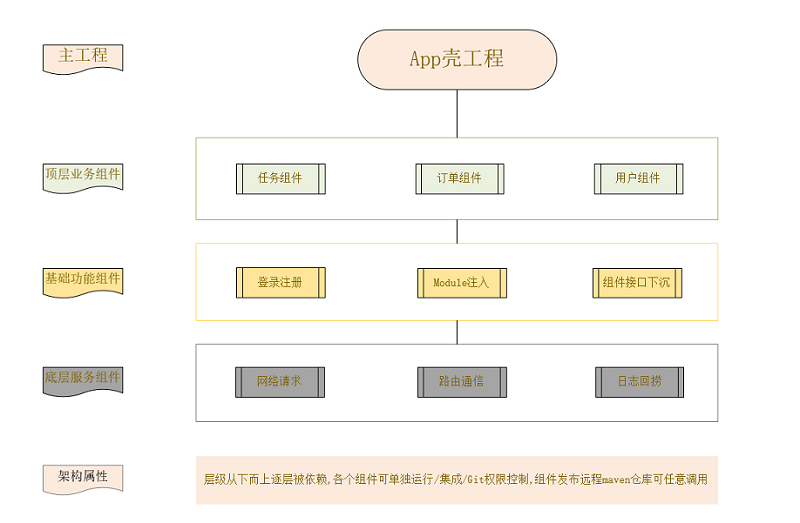 主工程
App壳工程
顶层业务组件
任务组件
订单组件
用户组件
基础功能组件
登录注册
Module注入
组件接口下沉
底层服务组件
网络请求
路由通信
日志回捞
架构属性
层级从下而上逐层被依赖,各个组件可单独运行/集成/Git权限控制,组件发布远程maven仓库可任意调用